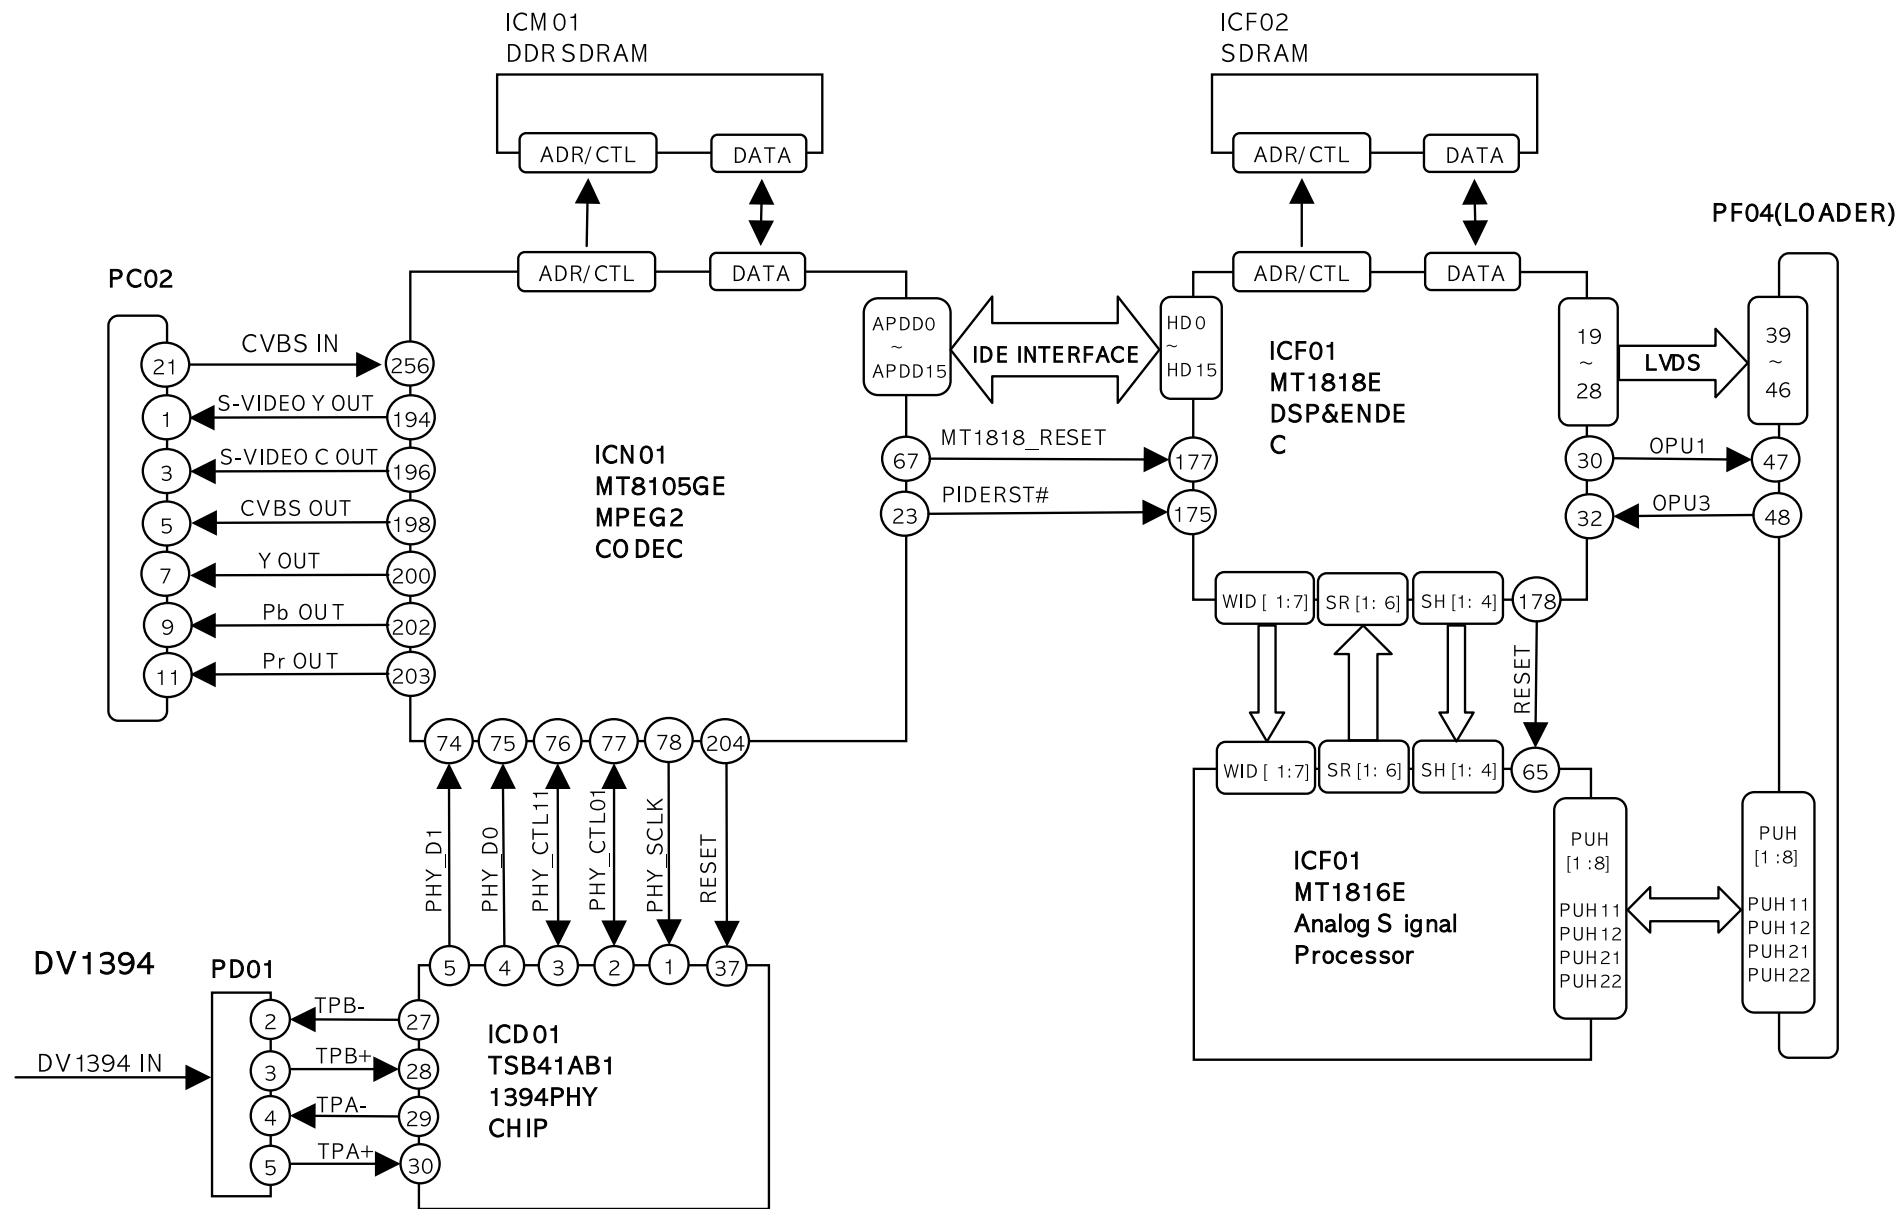 ICM01
DDR SDRAM
ADR/CTL
DATA
ICF02
SDRAM
ADR/CTL
DATA
PF04(LOADER)
PC02
ADR/CTL
DATA
ADR/CTL
DATA
21
CVBS IN
256
1
S-VIDEO Y OUT
194
3
S-VIDEO C OUT
196
5
CVBS OUT
198
7
Y OUT
200
9
Pb OUT
202
11
Pr OUT
203
ICN01
MT8105GE
MPEG2
CODEC
APDD0
~
APDD15
IDE INTERFACE
HD0
~
HD15
67
MT1818_RESET
177
23
PIDERST#
175
ICF01
MT1818E
DSP&ENDE
C
19
~
28
LVDS
39
~
46
30
OPU1
47
32
OPU3
48
WID [ 1:7]
SR [1: 6]
SH [1: 4]
178
RESET
WID [ 1:7]
SR [1: 6]
SH [1: 4]
65
74
75
76
77
78
204
PHY_D1
PHY_D0
PHY_CTL11
PHY_CTL01
PHY_SCLK
RESET
5
4
3
2
1
37
ICF01
MT1816E
Analog S ignal
Processor
PUH
[1 :8]
PUH11
PUH12
PUH21
PUH22
PUH
[1 :8]
PUH11
PUH12
PUH21
PUH22
DV1394
PD01
DV1394 IN
2
TPB-
27
3
TPB+
28
4
TPA-
29
5
TPA+
30
ICD01
TSB41AB1
1394PHY
CHIP